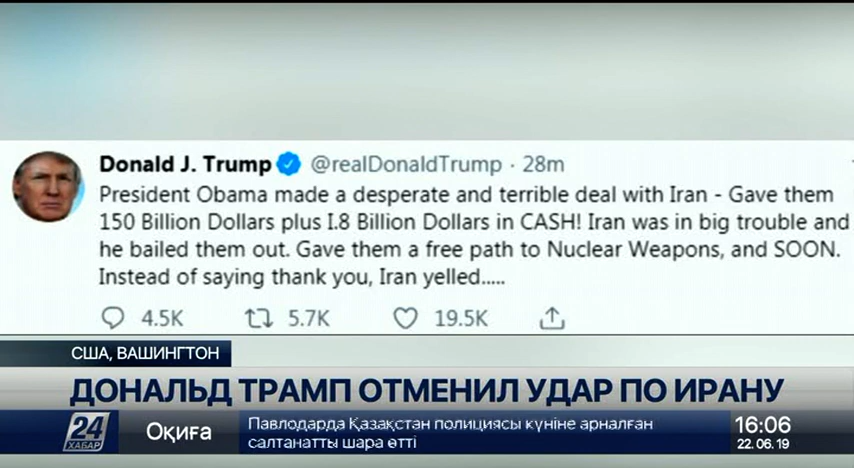 Donald J. Trump @realDonaldTrump · 28m
President Obama made a desperate and terrible deal with Iran - Gave them
150 Billion Dollars plus I.8 Billion Dollars in CASH! Iran was in big trouble and
he bailed them out. Gave them a free path to Nuclear Weapons, and SOON.
Instead of saying thank you, Iran yelled.....
4.5K 5.7K 19.5K
США, ВАШИНГТОН
ДОНАЛЬД ТРАМП ОТМЕНИЛ УДАР ПО ИРАНУ
24
ХАБАР
Оқиға
Павлодарда Қазақстан полициясы күніне арналған
салтанатты шара өтті
16:06
22.06.19